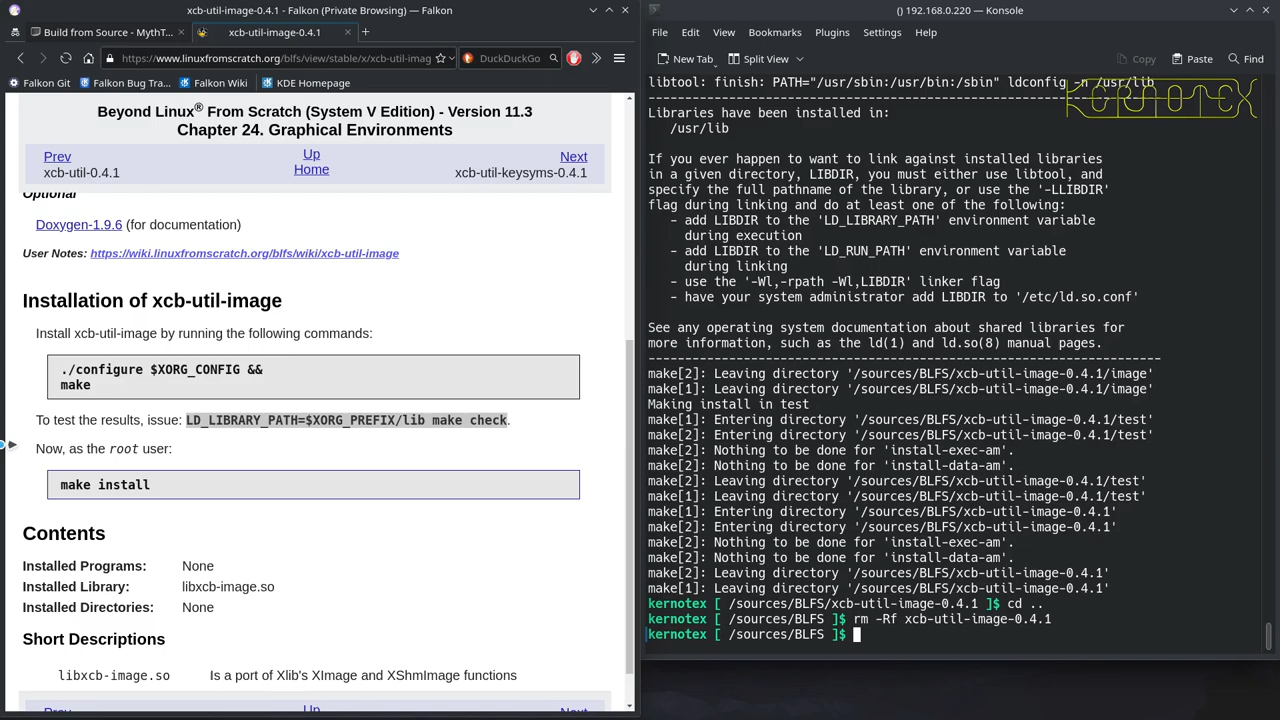 xcb-util-image-0.4.1 - Falkon (Private Browsing) — Falkon
Build from Source - MythT...
xcb-util-image-0.4.1
https://www.linuxfromscratch.org/blfs/view/stable/x/xcb-util-imag
DuckDuckGo
Falkon Git
Falkon Bug Tra...
Falkon Wiki
KDE Homepage
Beyond Linux® From Scratch (System V Edition) - Version 11.3
Chapter 24. Graphical Environments
Prev
Up
Next
xcb-util-0.4.1
Home
xcb-util-keysyms-0.4.1
Optional
Doxygen-1.9.6 (for documentation)
User Notes: https://wiki.linuxfromscratch.org/blfs/wiki/xcb-util-image
Installation of xcb-util-image
Install xcb-util-image by running the following commands:
./configure $XORG_CONFIG &&
make
To test the results, issue: LD_LIBRARY_PATH=$XORG_PREFIX/lib make check.
Now, as the root user:
make install
Contents
Installed Programs: None
Installed Library: libxcb-image.so
Installed Directories: None
Short Descriptions
libxcb-image.so Is a port of Xlib's XImage and XShmImage functions
Prev Up Next
() 192.168.0.220 — Konsole
File Edit View Bookmarks Plugins Settings Help
New Tab Split View Copy Paste Find
libtool: finish: PATH="/usr/sbin:/usr/bin:/sbin" ldconfig -n /usr/lib
----------------------------------------------------------------------
KERNOTEX
Libraries have been installed in:
/usr/lib
If you ever happen to want to link against installed libraries
in a given directory, LIBDIR, you must either use libtool, and
specify the full pathname of the library, or use the '-LLIBDIR'
flag during linking and do at least one of the following:
- add LIBDIR to the 'LD_LIBRARY_PATH' environment variable
during execution
- add LIBDIR to the 'LD_RUN_PATH' environment variable
during linking
- use the '-Wl,-rpath -Wl,LIBDIR' linker flag
- have your system administrator add LIBDIR to '/etc/ld.so.conf'
See any operating system documentation about shared libraries for
more information, such as the ld(1) and ld.so(8) manual pages.
----------------------------------------------------------------------
make[2]: Leaving directory '/sources/BLFS/xcb-util-image-0.4.1/image'
make[1]: Leaving directory '/sources/BLFS/xcb-util-image-0.4.1/image'
Making install in test
make[1]: Entering directory '/sources/BLFS/xcb-util-image-0.4.1/test'
make[2]: Entering directory '/sources/BLFS/xcb-util-image-0.4.1/test'
make[2]: Nothing to be done for 'install-exec-am'.
make[2]: Nothing to be done for 'install-data-am'.
make[2]: Leaving directory '/sources/BLFS/xcb-util-image-0.4.1/test'
make[1]: Leaving directory '/sources/BLFS/xcb-util-image-0.4.1/test'
make[1]: Entering directory '/sources/BLFS/xcb-util-image-0.4.1'
make[2]: Entering directory '/sources/BLFS/xcb-util-image-0.4.1'
make[2]: Nothing to be done for 'install-exec-am'.
make[2]: Nothing to be done for 'install-data-am'.
make[2]: Leaving directory '/sources/BLFS/xcb-util-image-0.4.1'
make[1]: Leaving directory '/sources/BLFS/xcb-util-image-0.4.1'
kernotex [ /sources/BLFS/xcb-util-image-0.4.1 ]$ cd ..
kernotex [ /sources/BLFS ]$ rm -Rf xcb-util-image-0.4.1
kernotex [ /sources/BLFS ]$